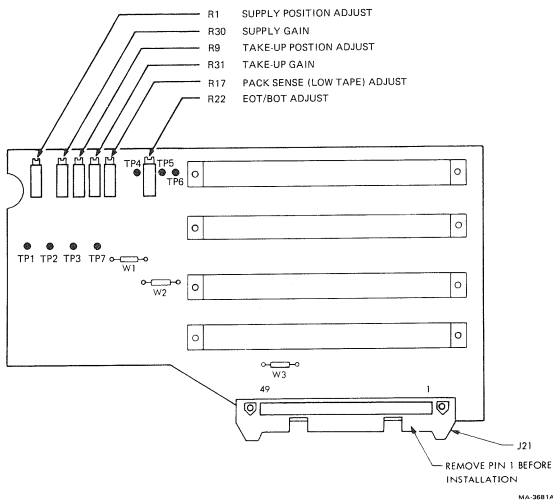 R1 SUPPLY POSITION ADJUST
R30 SUPPLY GAIN
R9 TAKE-UP POSTION ADJUST
R31 TAKE-UP GAIN
R17 PACK SENSE (LOW TAPE) ADJUST
R22 EOT/BOT ADJUST
TP4 TP5
TP6
TP1 TP2 TP3 TP7
W1
W2
W3
49 1
J21
REMOVE PIN 1 BEFORE
INSTALLATION
MA-3681A